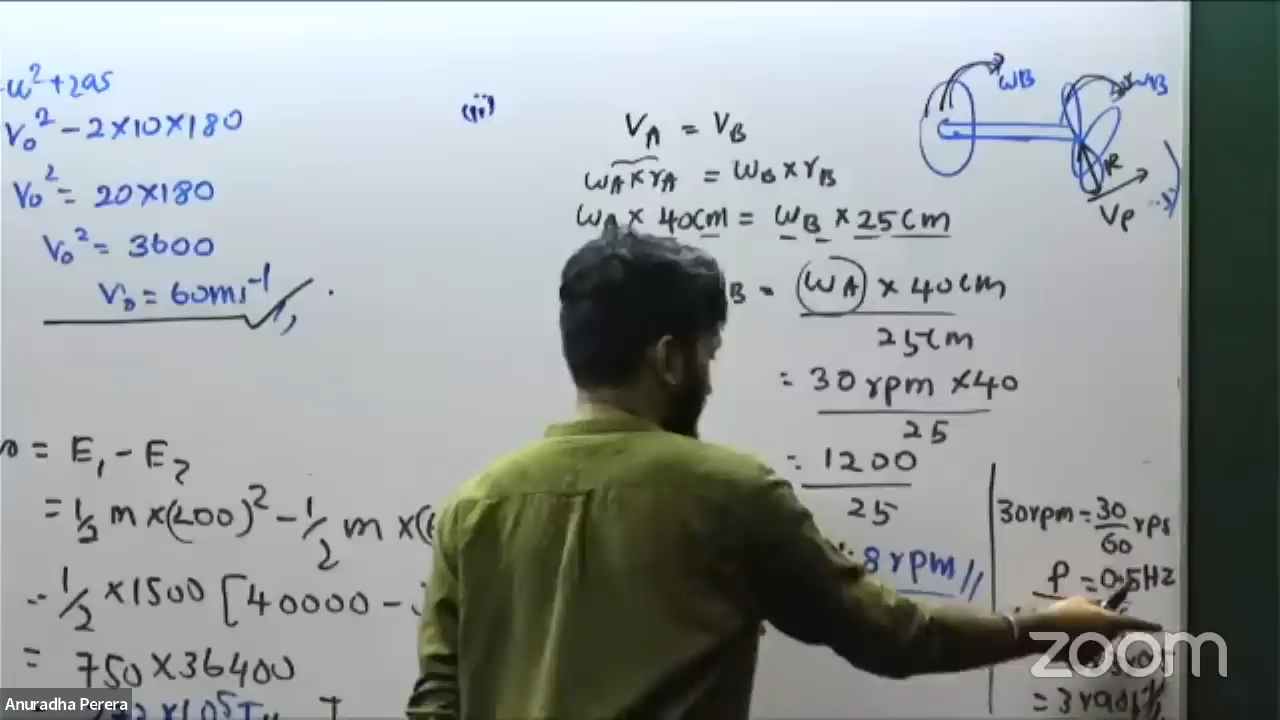 u² + 2as
V₀² - 2×10×180
V₀² = 20×180
V₀² = 3600
V₀ = 60ms⁻¹
= E₁ - E₂
= ½ m ×(200)² - ½ m ×(
½ ×1500 [40000 -
= 750×36400
(ii)
V_A = V_B
ω_A×r_A = ω_B×r_B
ω_A × 40cm = ω_B × 25cm
B = ω_A × 40cm
25cm
= 30rpm ×40
25
= 1200
25
8rpm //
ωB
ωB
R
Vp
30rpm = 30/60 rps
= 0.5Hz
= 3 rad
zoom
Anuradha Perera